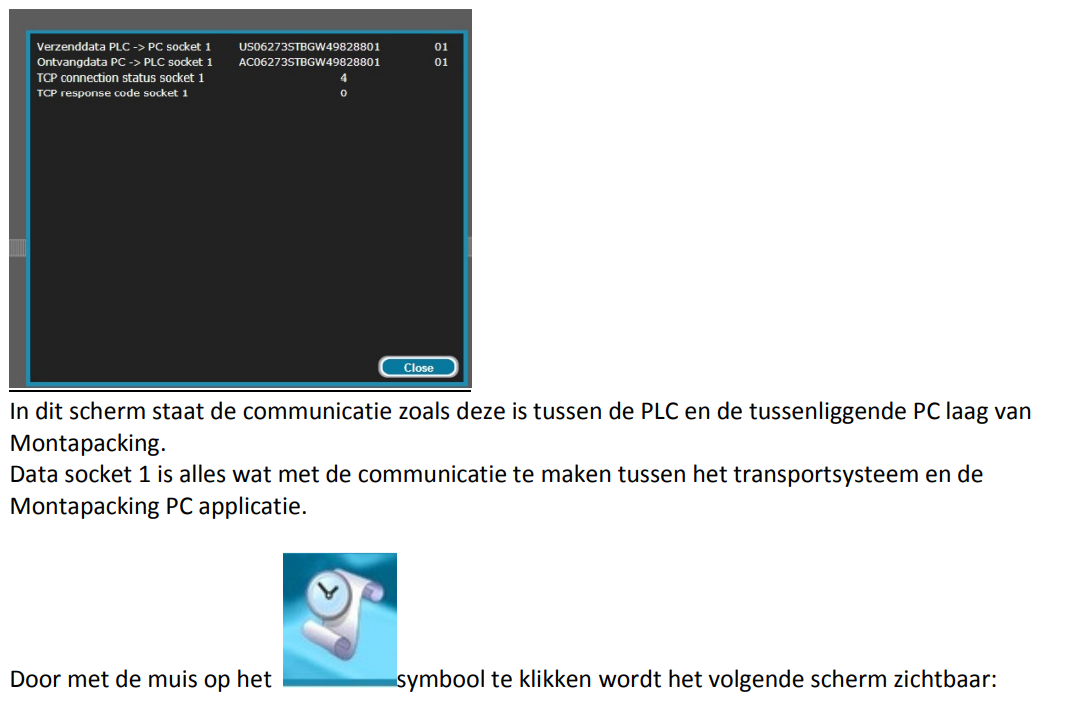 Verzenddata PLC -> PC socket 1 US06273STBGW49828801 01
Ontvangdata PC -> PLC socket 1 AC06273STBGW49828801 01
TCP connection status socket 1 4
TCP response code socket 1 0
Close
In dit scherm staat de communicatie zoals deze is tussen de PLC en de tussenliggende PC laag van
Montapacking.
Data socket 1 is alles wat met de communicatie te maken tussen het transportsysteem en de
Montapacking PC applicatie.
Door met de muis op het symbool te klikken wordt het volgende scherm zichtbaar: